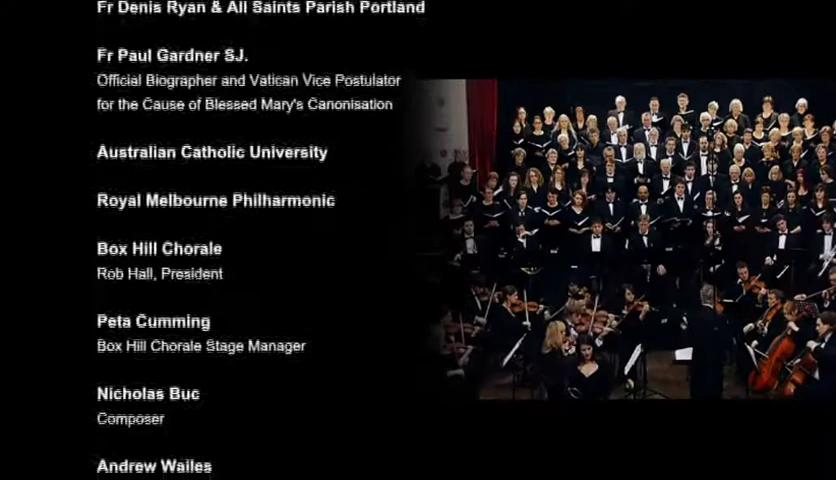 Fr Denis Ryan & All Saints Parish Portland
Fr Paul Gardner SJ.
Official Biographer and Vatican Vice Postulator
for the Cause of Blessed Mary's Canonisation
Australian Catholic University
Royal Melbourne Philharmonic
Box Hill Chorale
Rob Hall, President
Peta Cumming
Box Hill Chorale Stage Manager
Nicholas Buc
Composer
Andrew Wailes